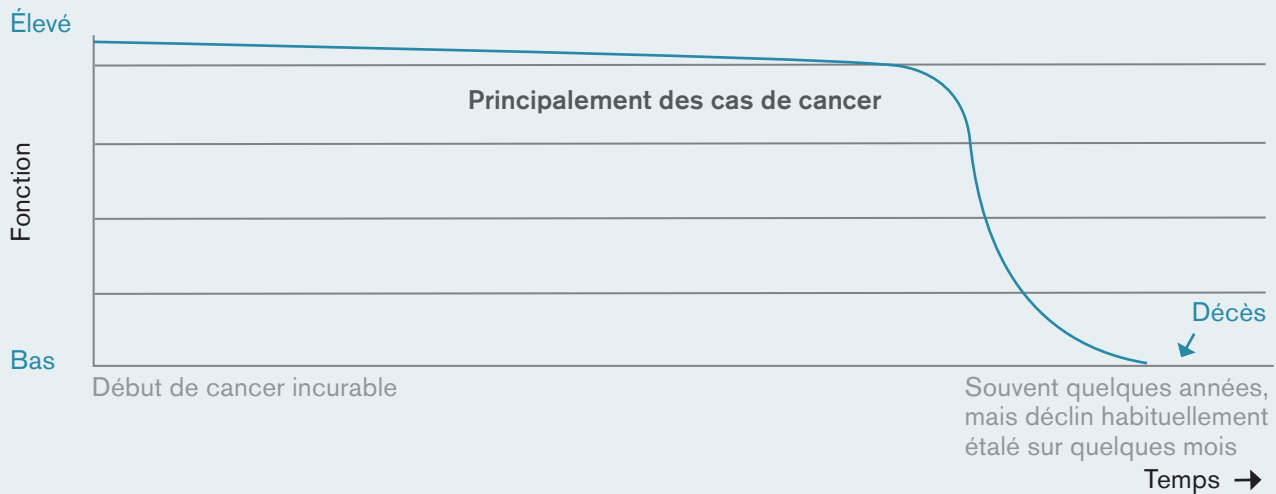 Élevé
Principalement des cas de cancer
Fonction
Décès
Bas
Début de cancer incurable
Souvent quelques années,
mais déclin habituellement
étalé sur quelques mois
Temps →